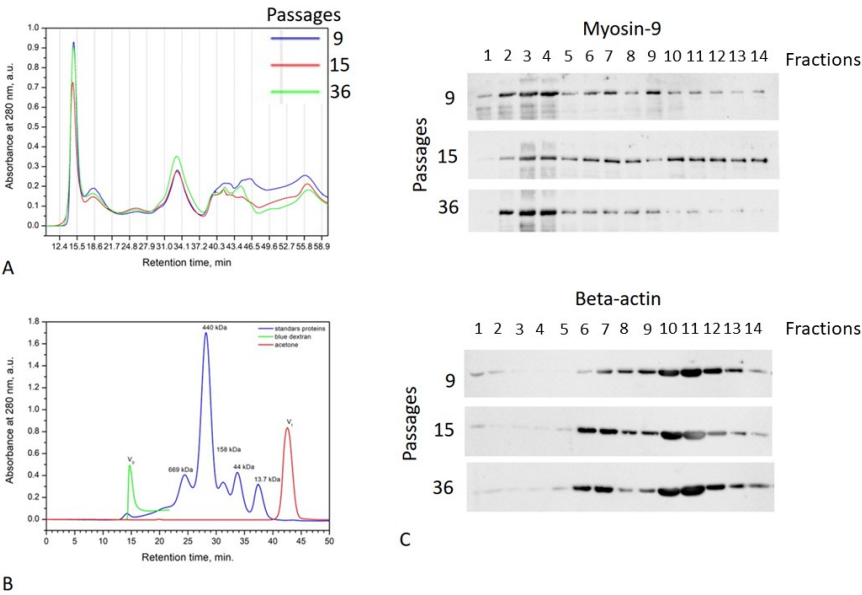 Passages
9
15
36
1.0
0.9
0.8
0.7
0.6
0.5
0.4
0.3
0.2
0.1
0.0
Absorbance at 280 nm, a.u.
12.4 15.5 18.6 21.7 24.8 27.9 31.0 34.1 37.2 40.3 43.4 46.5 49.6 52.7 55.8 58.9
Retention time, min
A
1.8
1.6
1.4
1.2
1.0
0.8
0.6
0.4
0.2
0.0
Absorbance at 280 nm, a.u.
440 kDa
standars proteins
blue dextran
acetone
V0
669 kDa
158 kDa
44 kDa
13.7 kDa
Vt
0 5 10 15 20 25 30 35 40 45 50
Retention time, min.
B
Myosin-9
1 2 3 4 5 6 7 8 9 10 11 12 13 14 Fractions
Passages
9
15
36
Beta-actin
1 2 3 4 5 6 7 8 9 10 11 12 13 14 Fractions
Passages
9
15
36
C